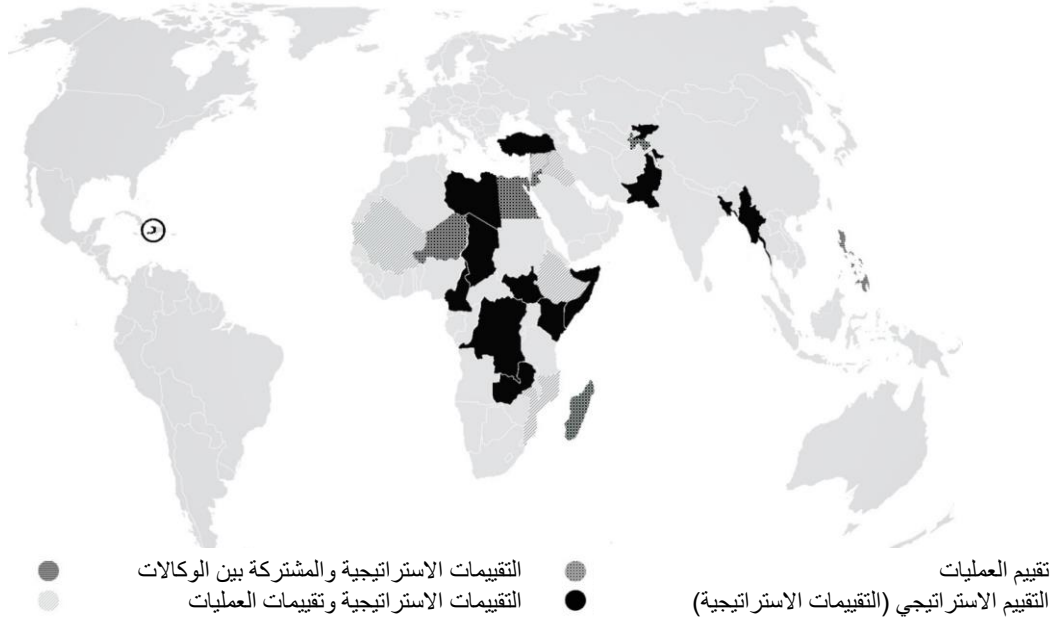 تقييم العمليات
التقييمات الاستراتيجية والمشتركة بين الوكالات
التقييم الاستراتيجي (التقييمات الاستراتيجية)
التقييمات الاستراتيجية وتقييمات العمليات